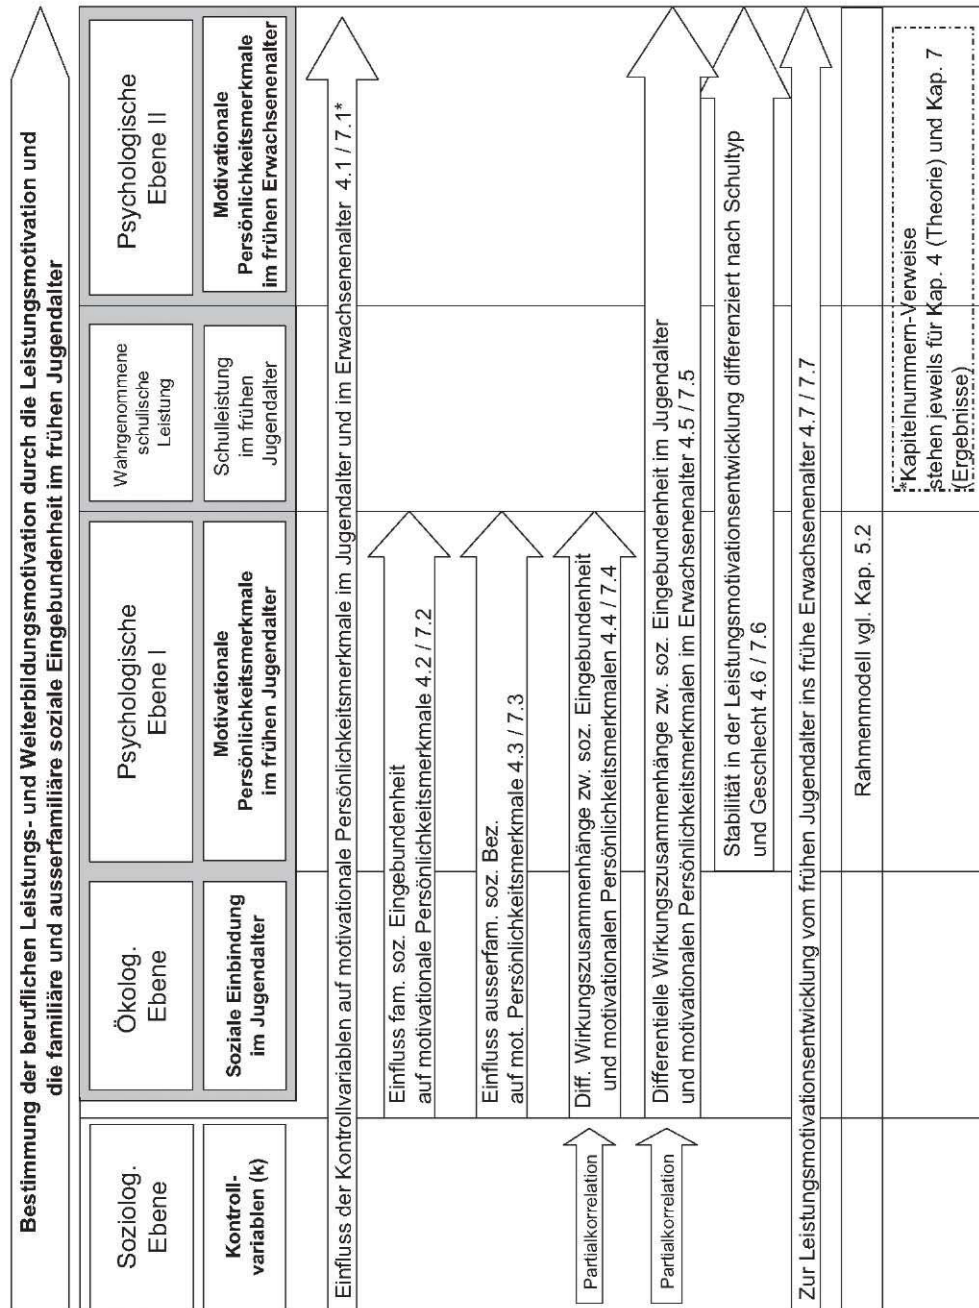 Bestimmung der beruflichen Leistungs- und Weiterbildungsmotivation durch die Leistungsmotivation und
die familiäre und ausserfamiliäre soziale Eingebundenheit im frühen Jugendalter
Soziolog.
Ebene
Ökolog.
Ebene
Psychologische
Ebene I
Wahrgenommene
schulische
Leistung
Psychologische
Ebene II
Kontroll-
variablen (k)
Soziale Einbindung
im Jugendalter
Motivationale
Persönlichkeitsmerkmale
im frühen Jugendalter
Schulleistung
im frühen
Jugendalter
Motivationale
Persönlichkeitsmerkmale
im frühen Erwachsenenalter
Einfluss der Kontrollvariablen auf motivationale Persönlichkeitsmerkmale im Jugendalter und im Erwachsenenalter 4.1 / 7.1*
Einfluss fam. soz. Eingebundenheit
auf motivationale Persönlichkeitsmerkmale 4.2 / 7.2
Einfluss ausserfam. soz. Bez.
auf mot. Persönlichkeitsmerkmale 4.3 / 7.3
Partialkorrelation
Diff. Wirkungszusammenhänge zw. soz. Eingebundenheit
und motivationalen Persönlichkeitsmerkmalen 4.4 / 7.4
Partialkorrelation
Differentielle Wirkungszusammenhänge zw. soz. Eingebundenheit im Jugendalter
und motivationalen Persönlichkeitsmerkmalen im Erwachsenenalter 4.5 / 7.5
Stabilität in der Leistungsmotivationsentwicklung differenziert nach Schultyp
und Geschlecht 4.6 / 7.6
Zur Leistungsmotivationsentwicklung vom frühen Jugendalter ins frühe Erwachsenenalter 4.7 / 7.7
Rahmenmodell vgl. Kap. 5.2
*Kapitelnummern-Verweise
stehen jeweils für Kap. 4 (Theorie) und Kap. 7
(Ergebnisse)